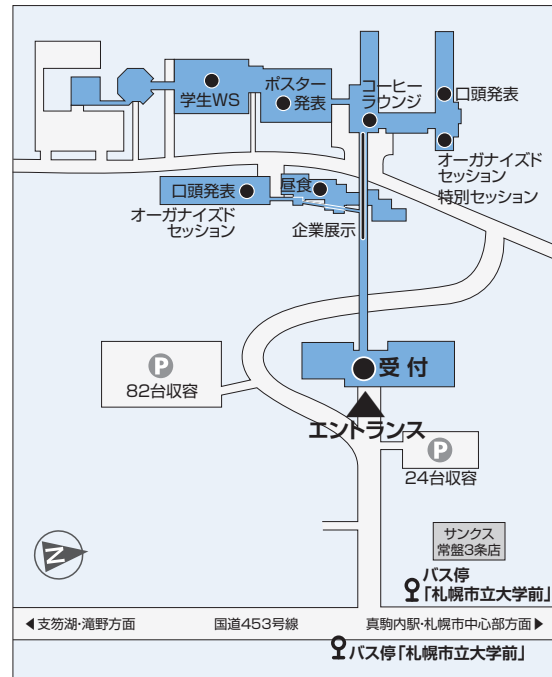 学生WS
ポスター
発表
コーヒー
ラウンジ
口頭発表
オーガナイズド
セッション
特別セッション
口頭発表
オーガナイズド
セッション
昼食
企業展示
P
82台収容
受付
エントランス
P
24台収容
N
サンクス
常盤3条店
バス停
「札幌市立大学前」
◀支笏湖・滝野方面
国道453号線
真駒内駅・札幌市中心部方面▶
バス停「札幌市立大学前」